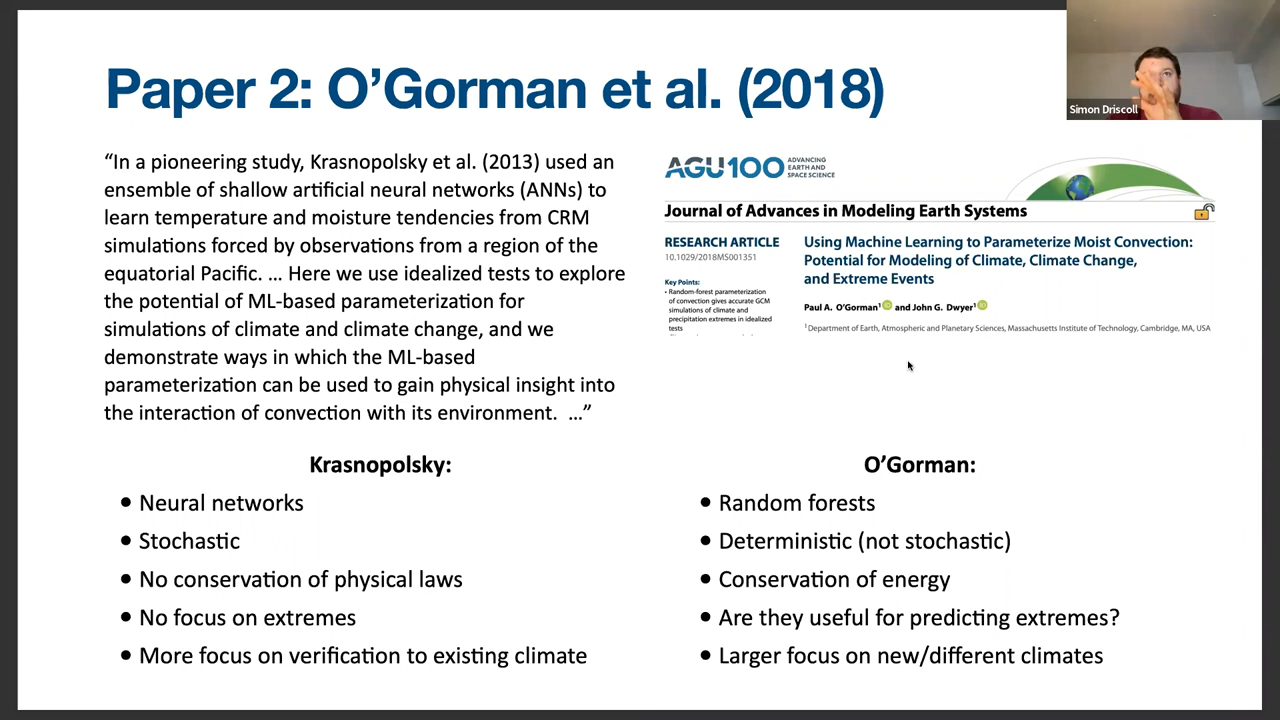 Paper 2: O'Gorman et al. (2018)
Simon Driscoll
“In a pioneering study, Krasnopolsky et al. (2013) used an
ensemble of shallow artificial neural networks (ANNs) to
learn temperature and moisture tendencies from CRM
simulations forced by observations from a region of the
equatorial Pacific. ... Here we use idealized tests to explore
the potential of ML-based parameterization for
simulations of climate and climate change, and we
demonstrate ways in which the ML-based
parameterization can be used to gain physical insight into
the interaction of convection with its environment. ...”
AGU100 ADVANCING
EARTH AND
SPACE SCIENCE
Journal of Advances in Modeling Earth Systems
RESEARCH ARTICLE
10.1029/2018MS001351
Key Points:
• Random-forest parameterization
of convection gives accurate GCM
simulations of climate and
precipitation extremes in idealized
tests
Using Machine Learning to Parameterize Moist Convection:
Potential for Modeling of Climate, Climate Change,
and Extreme Events
Paul A. O'Gorman1 iD and John G. Dwyer1 iD
1Department of Earth, Atmospheric and Planetary Sciences, Massachusetts Institute of Technology, Cambridge, MA, USA
Krasnopolsky:
• Neural networks
• Stochastic
• No conservation of physical laws
• No focus on extremes
• More focus on verification to existing climate
O'Gorman:
• Random forests
• Deterministic (not stochastic)
• Conservation of energy
• Are they useful for predicting extremes?
• Larger focus on new/different climates